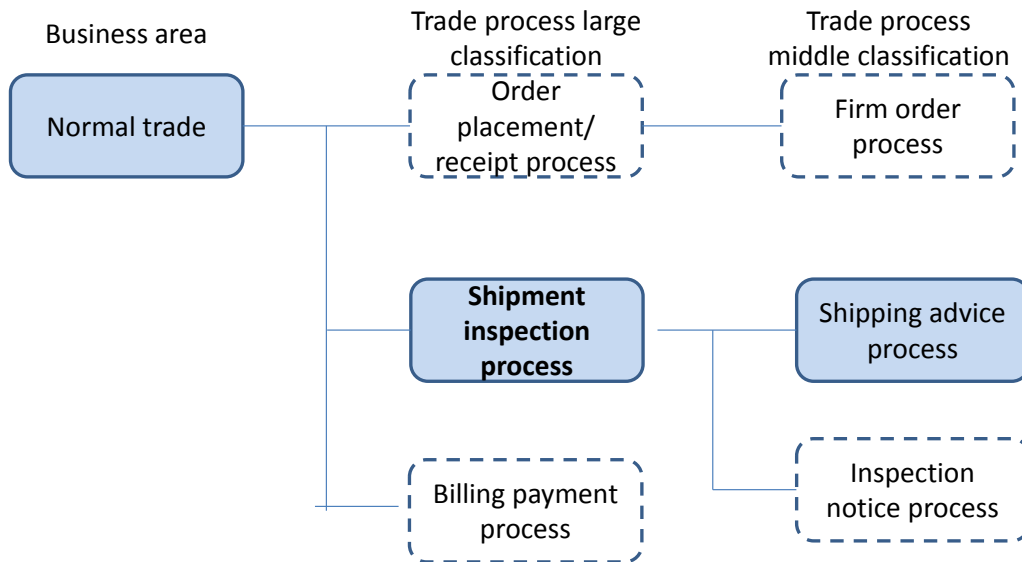 Business area
Trade process large
classification
Trade process
middle classification
Normal trade
Order
placement/
receipt process
Firm order
process
Shipment
inspection
process
Shipping advice
process
Billing payment
process
Inspection
notice process